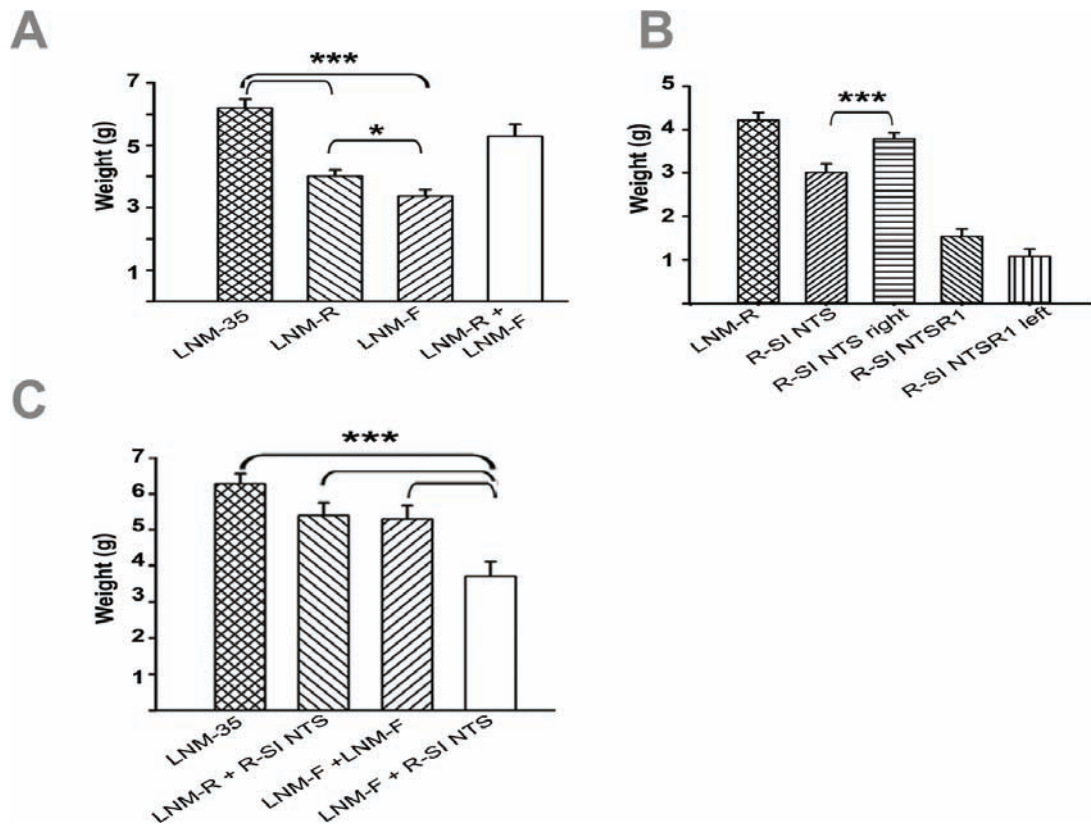 A
***
*
7
5
3
1
Weight (g)
LNM-35
LNM-R
LNM-F
LNM-R +
LNM-F
B
***
5
4
3
2
1
Weight (g)
LNM-R
R-SI NTS
R-SI NTS right
R-SI NTSR1
R-SI NTSR1 left
C
***
7
6
5
4
3
2
1
Weight (g)
LNM-35
LNM-R + R-SI NTS
LNM-F +LNM-F
LNM-F + R-SI NTS